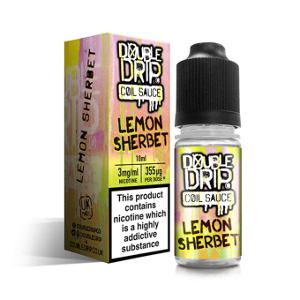 LEMON SHERBET
DOUBLE
DRIP
COIL SAUCE
LEMON
SHERBET
10ml
3mg/ml
NICOTINE
355µg
PER DOSE
This product
contains nicotine
which is a highly
addictive
substance
DOUBLE
DRIP
COIL SAUCE
LEMON
SHERBET